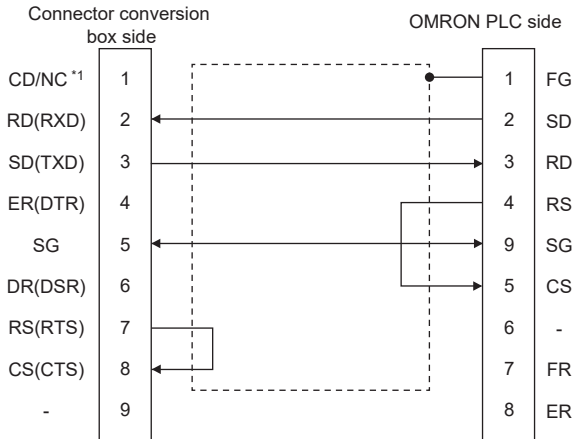 Connector conversion
box side
OMRON PLC side
CD/NC *1 1 1 FG
RD(RXD) 2 2 SD
SD(TXD) 3 3 RD
ER(DTR) 4 4 RS
SG 5 9 SG
DR(DSR) 6 5 CS
RS(RTS) 7 6 -
CS(CTS) 8 7 FR
- 9 8 ER